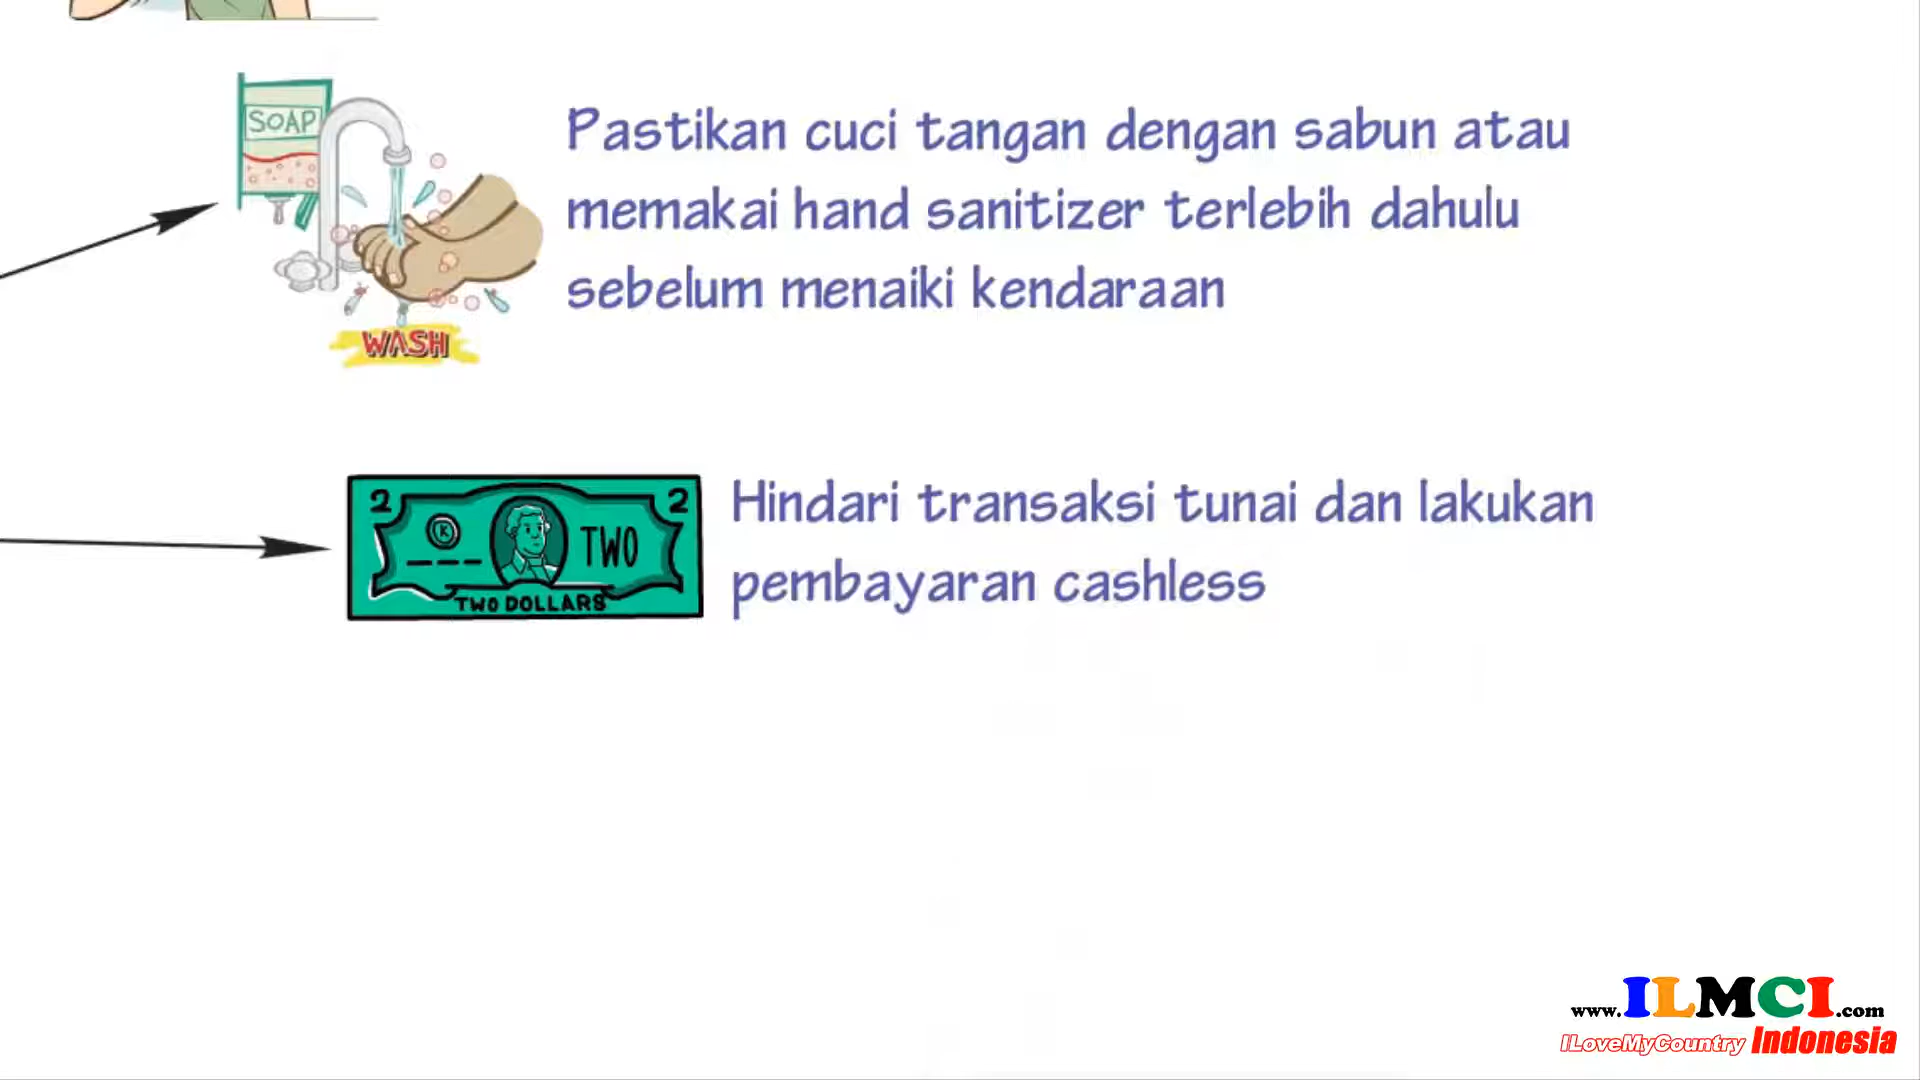 SOAP
Pastikan cuci tangan dengan sabun atau
memakai hand sanitizer terlebih dahulu
sebelum menaiki kendaraan
WASH
2 2
K
TWO
TWO DOLLARS
Hindari transaksi tunai dan lakukan
pembayaran cashless
www.ILMCI.com
ILoveMyCountry Indonesia